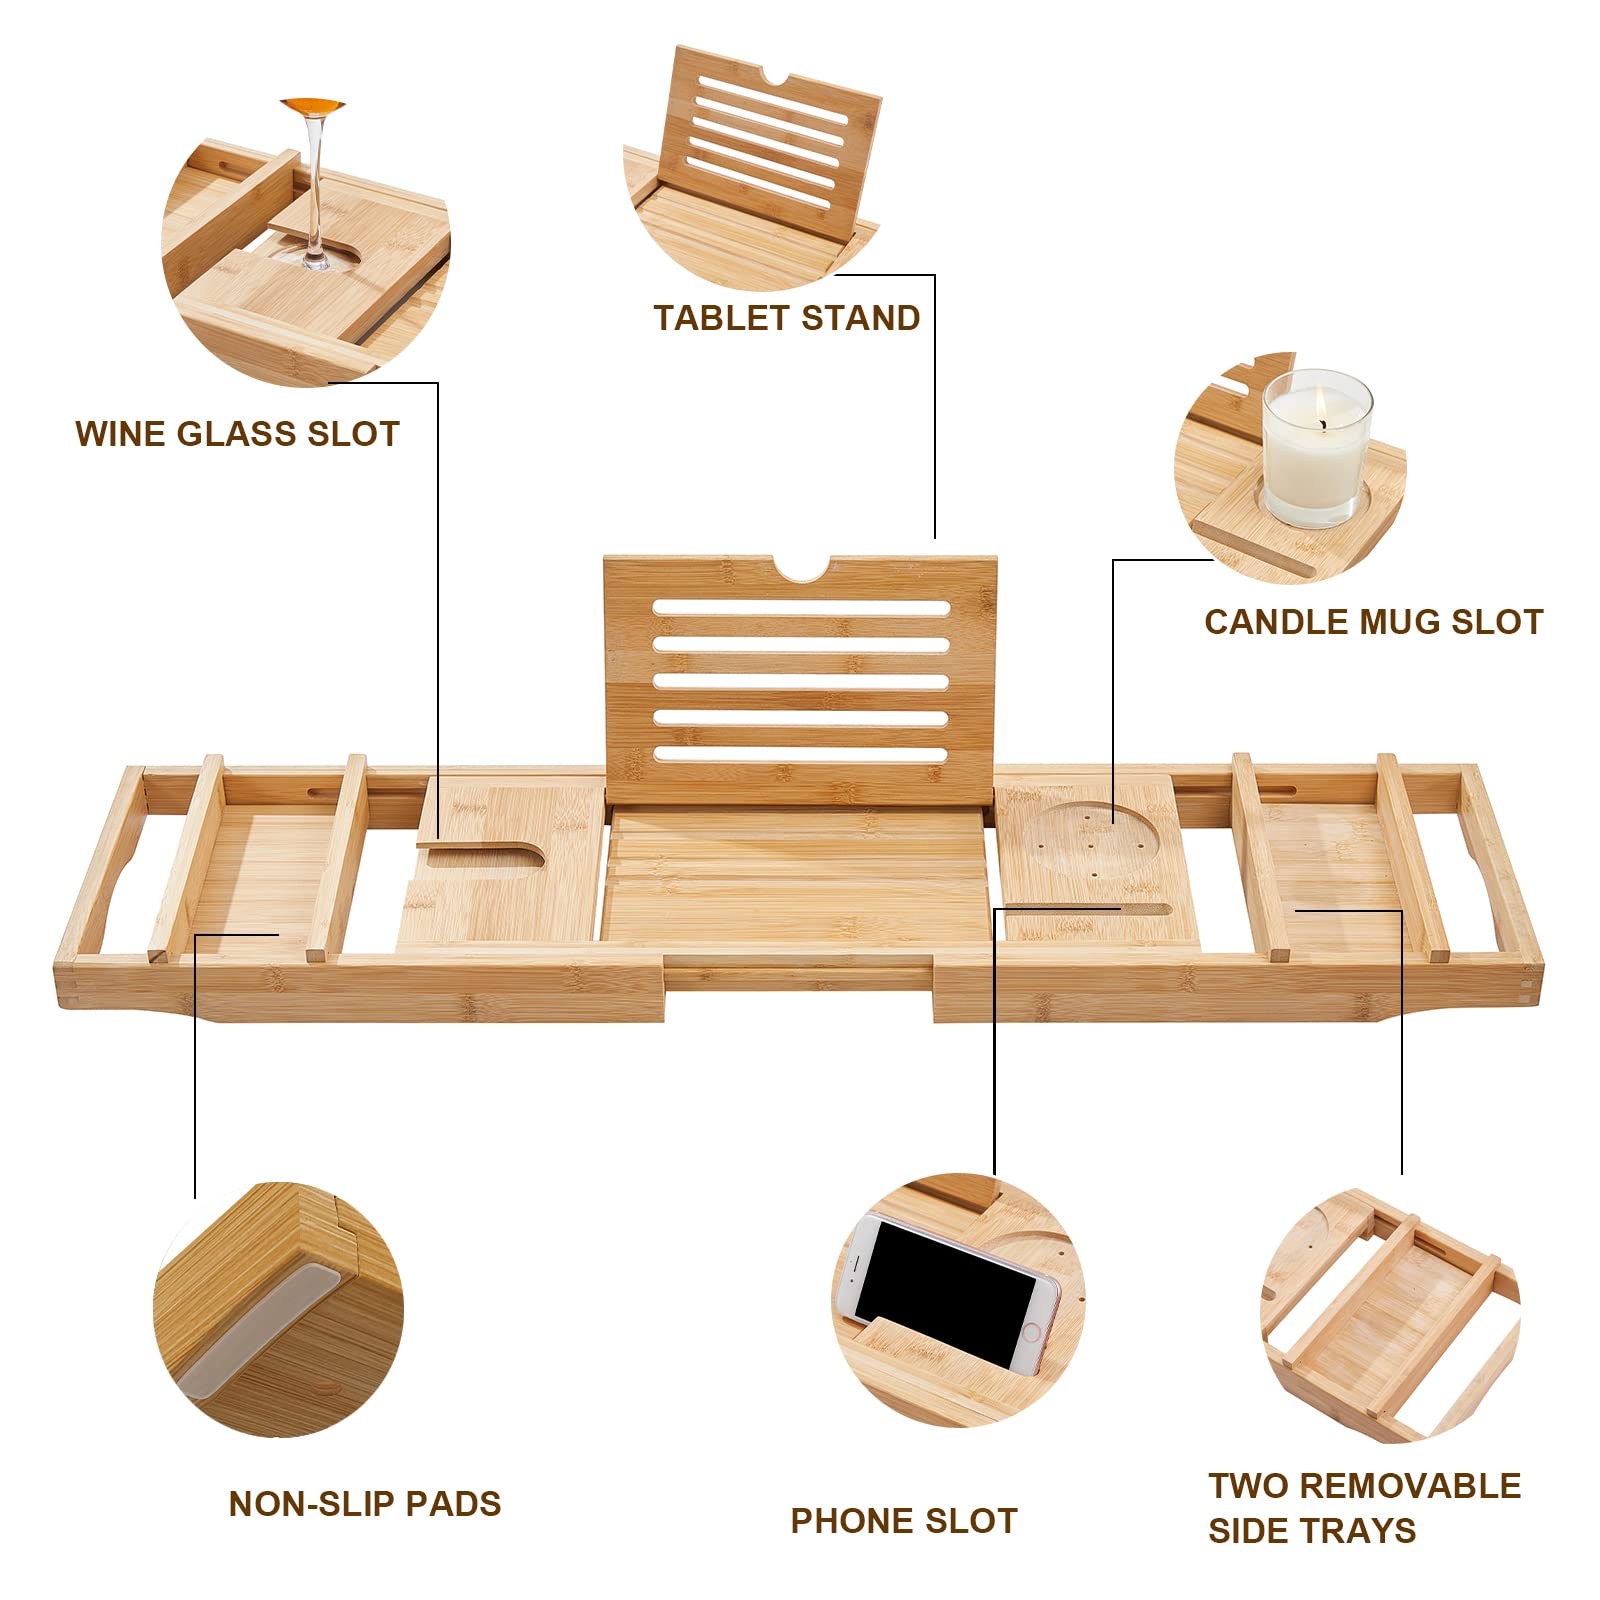 TABLET STAND
WINE GLASS SLOT
CANDLE MUG SLOT
NON-SLIP PADS
PHONE SLOT
TWO REMOVABLE
SIDE TRAYS